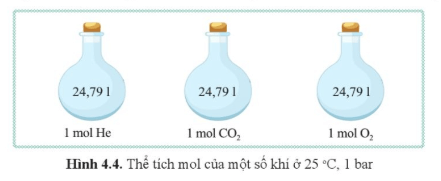 24,79 l 24,79 l 24,79 l
1 mol He 1 mol CO₂ 1 mol O₂
Hình 4.4. Thể tích mol của một số khí ở 25 °C, 1 bar